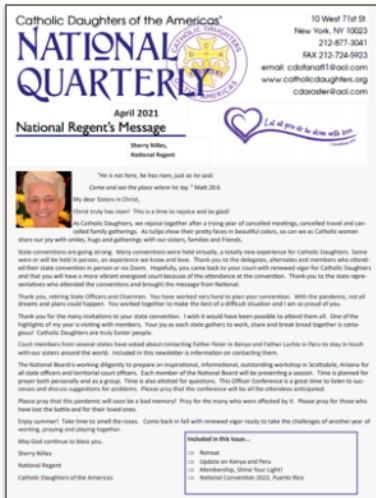 Catholic Daughters of the Americas®
NATIONAL
QUARTERLY
CATHOLIC DAUGHTERS
OF THE AMERICAS
C D A
10 West 71st St.
New York, NY 10023
212-877-3041
FAX 212-724-5923
email: cdofanatl1@aol.com
www.catholicdaughters.org
cdaroster@aol.com
April 2021
National Regent's Message
Let all you do be done with love.
Sherry Nilles,
National Regent
"He is not here, he has risen, just as he said.
Come and see the place where he lay." Matt 28:6
My dear Sisters in Christ,
Christ truly has risen! This is a time to rejoice and be glad!
As Catholic Daughters, we rejoice together after a trying year of cancelled meetings, cancelled travel and can-
celled family gatherings. As tulips show their pretty faces in beautiful colors, so can we as Catholic women
share our joy with smiles, hugs and gatherings with our sisters, families and friends.
State conventions are going strong. Many conventions were held virtually, a totally new experience for Catholic Daughters. Some
were or will be held in person, an experience we know and love. Thank you to the delegates, alternates and members who attend-
ed their state convention in person or via Zoom. Hopefully, you came back to your court with renewed vigor for Catholic Daughters
and that you will have a more vibrant energized court because of the attendance at the convention. Thank you to the state repre-
sentatives who attended the conventions and brought the message from National.
Thank you, retiring State Officers and Chairmen. You have worked very hard to plan your convention. With the pandemic, not all
dreams and plans could happen. You worked together to make the best of a difficult situation and I am so proud of you.
Thank you for the many invitations to your state convention. I wish it would have been possible to attend them all. One of the
highlights of my year is visiting with members. Your joy as each state gathers to work, share and break bread together is conta-
gious! Catholic Daughters are truly Easter people.
Court members from several states have asked about contacting Father Peter in Kenya and Father Luchio in Peru to stay in touch
with our sisters around the world. Included in this newsletter is information on contacting them.
The National Board is working diligently to prepare an inspirational, informational, outstanding workshop in Scottsdale, Arizona for
all state officers and territorial court officers. Each member of the National Board will be presenting a session. Time is planned for
prayer both personally and as a group. Time is also allotted for questions. This Officer Conference is a great time to listen to suc-
cesses and discuss suggestions for problems. Please pray that the conference will be all the attendees anticipated.
Please pray that this pandemic will soon be a bad memory! Pray for the many who were affected by it. Please pray for those who
have lost the battle and for their loved ones.
Enjoy summer! Take time to smell the roses. Come back in fall with renewed vigor ready to take the challenges of another year of
working, praying and playing together.
May God continue to bless you.
Sherry Nilles
National Regent
Catholic Daughters of the Americas
Included in this Issue...
⇨ Retreat
⇨ Update on Kenya and Peru
⇨ Membership, Shine Your Light!
⇨ National Convention 2022, Puerto Rico